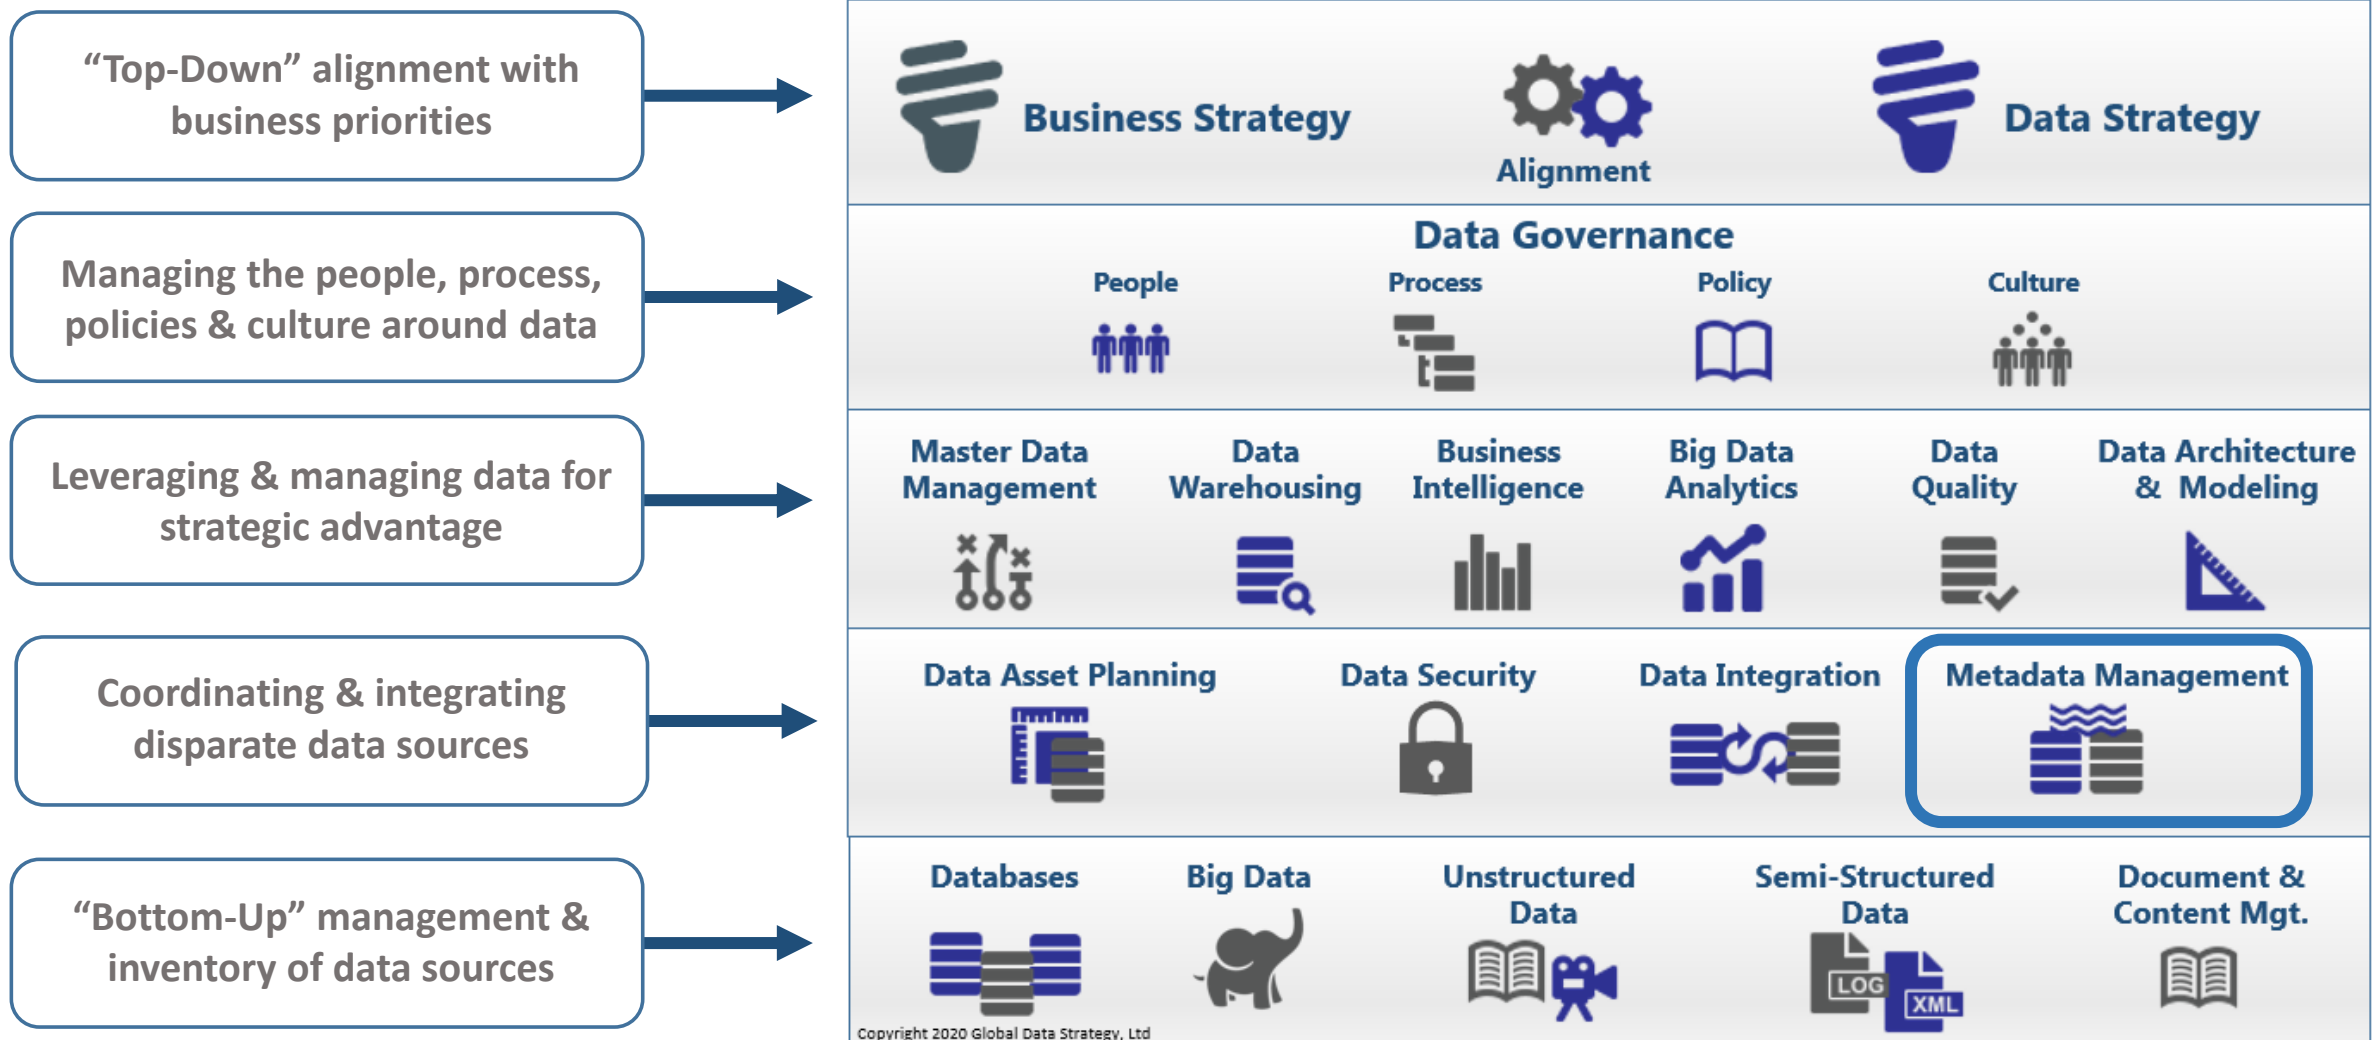 “Top-Down” alignment with
business priorities
Business Strategy
Alignment
Data Strategy
Managing the people, process,
policies & culture around data
Data Governance
People
Process
Policy
Culture
Leveraging & managing data for
strategic advantage
Master Data
Management
Data
Warehousing
Business
Intelligence
Big Data
Analytics
Data
Quality
Data Architecture
& Modeling
Coordinating & integrating
disparate data sources
Data Asset Planning
Data Security
Data Integration
Metadata Management
“Bottom-Up” management &
inventory of data sources
Databases
Big Data
Unstructured
Data
Semi-Structured
Data
LOG
XML
Document &
Content Mgt.
Copyright 2020 Global Data Strategy, Ltd